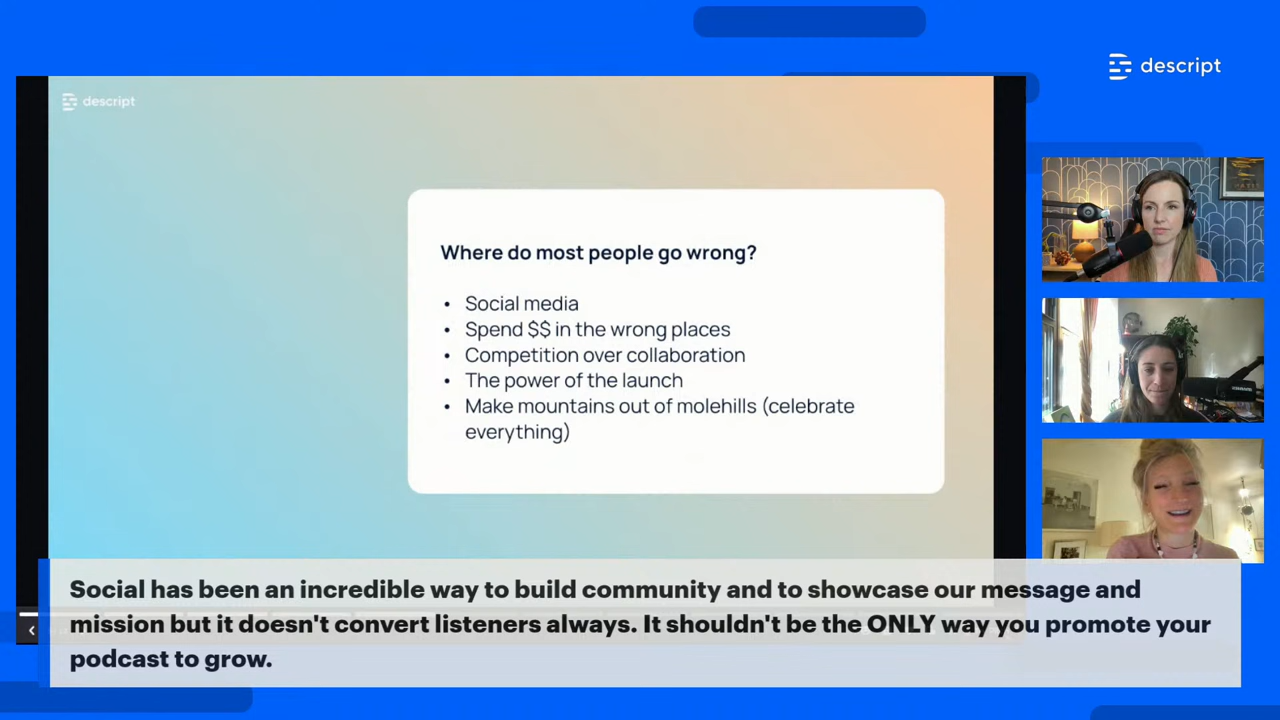 descript
descript
Where do most people go wrong?
• Social media
• Spend $$ in the wrong places
• Competition over collaboration
• The power of the launch
• Make mountains out of molehills (celebrate
everything)
Social has been an incredible way to build community and to showcase our message and
mission but it doesn't convert listeners always. It shouldn't be the ONLY way you promote your
podcast to grow.